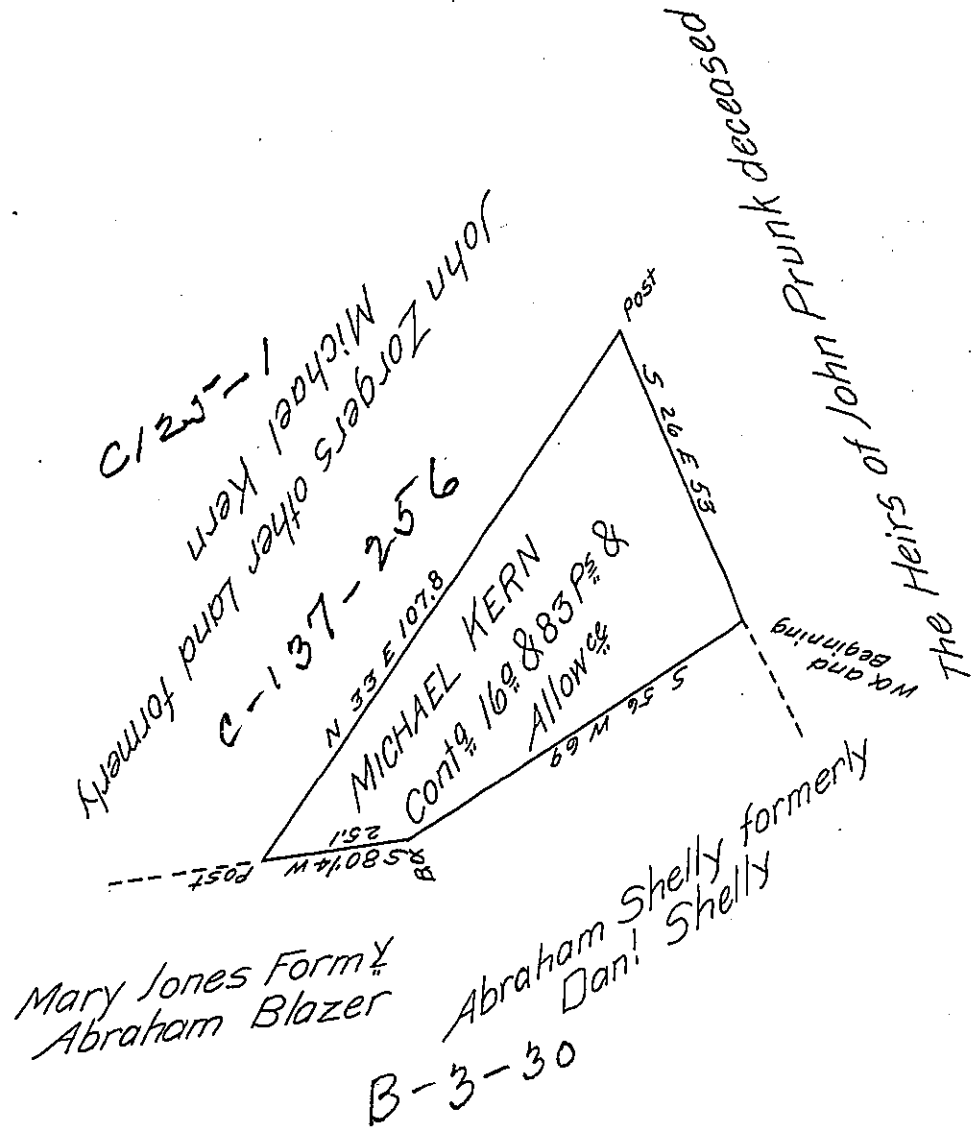 The Heirs of John Prunk deceased
C125-1
Michael Kern
John Zorgers other Land formerly
C-137-256
Post
S 26 E 53
N 33 E 107.8
MICHAEL KERN
Contg 16a & 83 Ps &
Allowce
wo and
Beginning
S 56 W 69
25.1
S 80 1/4 W
Post
Mary Jones Formy
Abraham Blazer
Abraham Shelly formerly
Danl Shelly
B-3-30